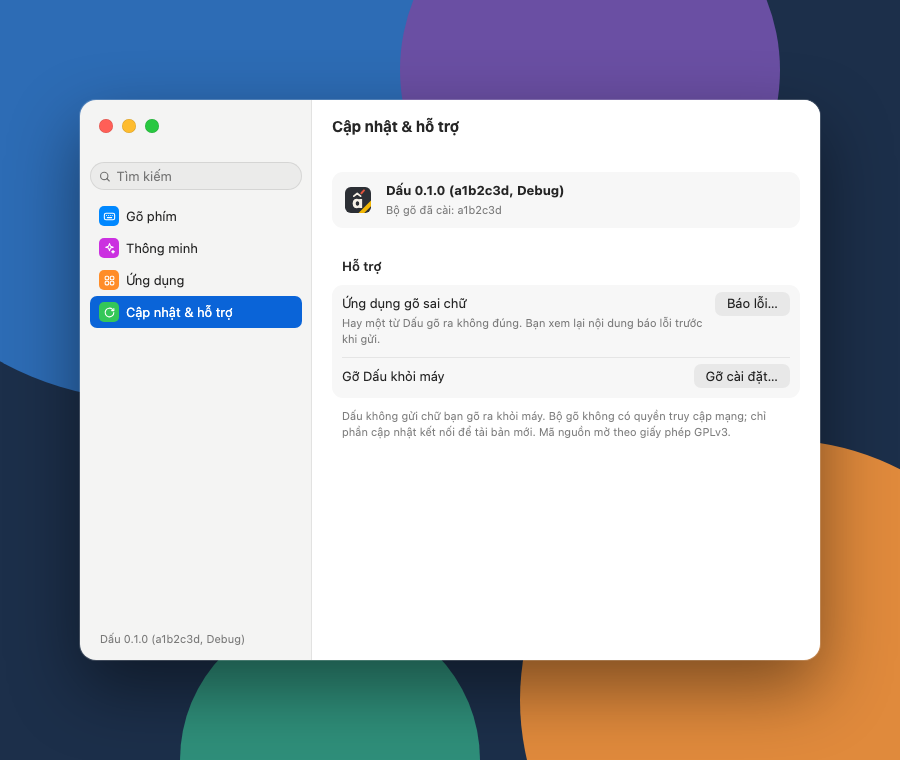 Cập nhật & hỗ trợ
Tìm kiếm
Gõ phím
Thông minh
Ứng dụng
Cập nhật & hỗ trợ
Dấu 0.1.0 (a1b2c3d, Debug)
Bộ gõ đã cài: a1b2c3d
Hỗ trợ
Ứng dụng gõ sai chữ
Báo lỗi...
Hay một từ Dấu gõ ra không đúng. Bạn xem lại nội dung báo lỗi trước
khi gửi.
Gỡ Dấu khỏi máy
Gỡ cài đặt...
Dấu không gửi chữ bạn gõ ra khỏi máy. Bộ gõ không có quyền truy cập mạng; chỉ
phần cập nhật kết nối để tải bản mới. Mã nguồn mở theo giấy phép GPLv3.
Dấu 0.1.0 (a1b2c3d, Debug)